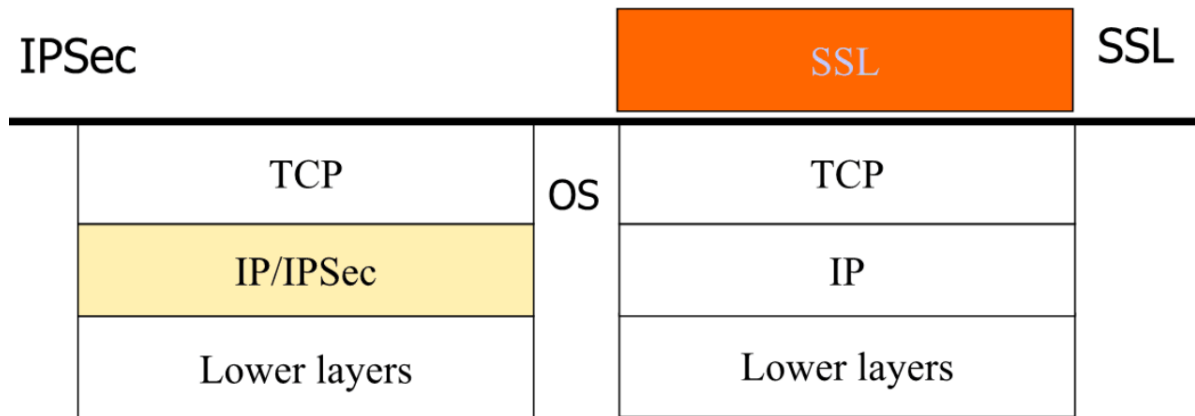 IPSec
SSL
SSL
TCP
OS
TCP
IP/IPSec
IP
Lower layers
Lower layers